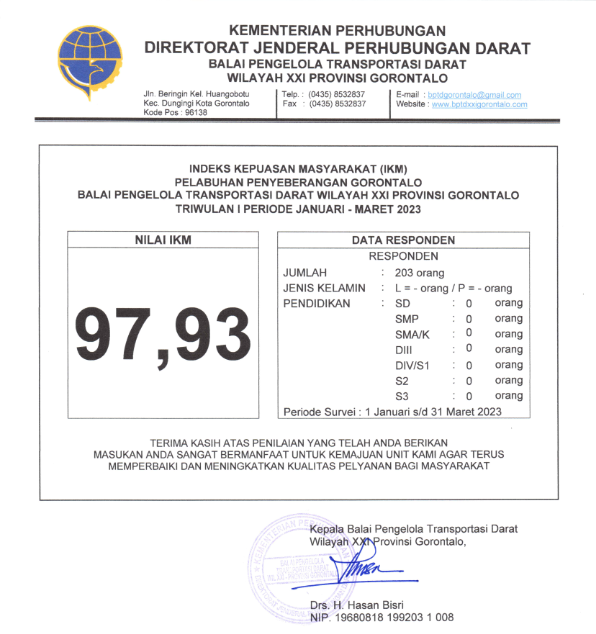 KEMENTERIAN PERHUBUNGAN
DIREKTORAT JENDERAL PERHUBUNGAN DARAT
BALAI PENGELOLA TRANSPORTASI DARAT
WILAYAH XXI PROVINSI GORONTALO
Jln. Beringin Kel. Huangobotu
Kec. Dungingi Kota Gorontalo
Kode Pos : 96138
Telp. : (0435) 8532837
Fax : (0435) 8532837
E-mail : bptdgorontalo@gmail.com
Website : www.bptdxxigorontalo.com
INDEKS KEPUASAN MASYARAKAT (IKM)
PELABUHAN PENYEBERANGAN GORONTALO
BALAI PENGELOLA TRANSPORTASI DARAT WILAYAH XXI PROVINSI GORONTALO
TRIWULAN I PERIODE JANUARI - MARET 2023
NILAI IKM
97,93
DATA RESPONDEN
RESPONDEN
JUMLAH : 203 orang
JENIS KELAMIN : L = - orang / P = - orang
PENDIDIKAN : SD : 0 orang
SMP : 0 orang
SMA/K : 0 orang
DIII : 0 orang
DIV/S1 : 0 orang
S2 : 0 orang
S3 : 0 orang
Periode Survei : 1 Januari s/d 31 Maret 2023
TERIMA KASIH ATAS PENILAIAN YANG TELAH ANDA BERIKAN
MASUKAN ANDA SANGAT BERMANFAAT UNTUK KEMAJUAN UNIT KAMI AGAR TERUS
MEMPERBAIKI DAN MENINGKATKAN KUALITAS PELYANAN BAGI MASYARAKAT
Kepala Balai Pengelola Transportasi Darat
Wilayah XXI Provinsi Gorontalo,
Drs. H. Hasan Bisri
NIP. 19680818 199203 1 008